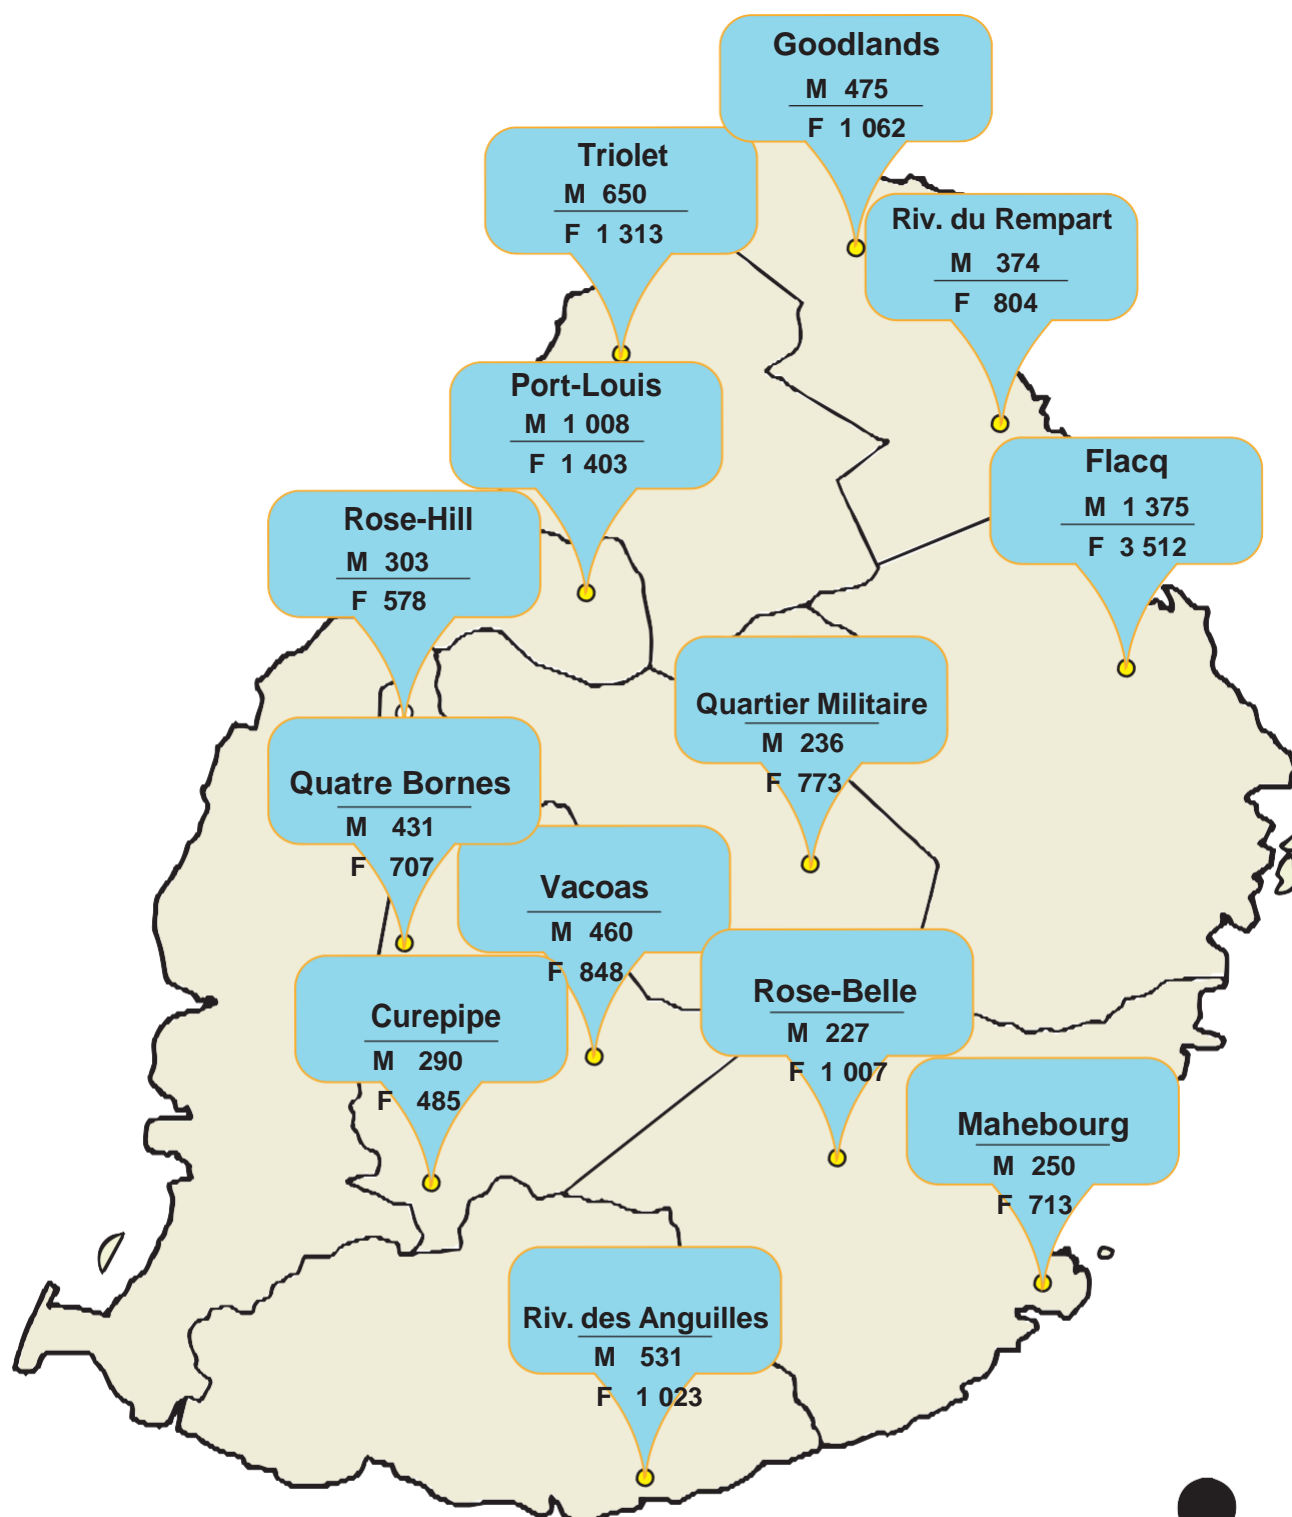 Goodlands
M 475
F 1 062
Triolet
M 650
F 1 313
Riv. du Rempart
M 374
F 804
Port-Louis
M 1 008
F 1 403
Flacq
M 1 375
F 3 512
Rose-Hill
M 303
F 578
Quartier Militaire
M 236
F 773
Quatre Bornes
M 431
F 707
Vacoas
M 460
F 848
Rose-Belle
M 227
F 1 007
Curepipe
M 290
F 485
Mahebourg
M 250
F 713
Riv. des Anguilles
M 531
F 1 023